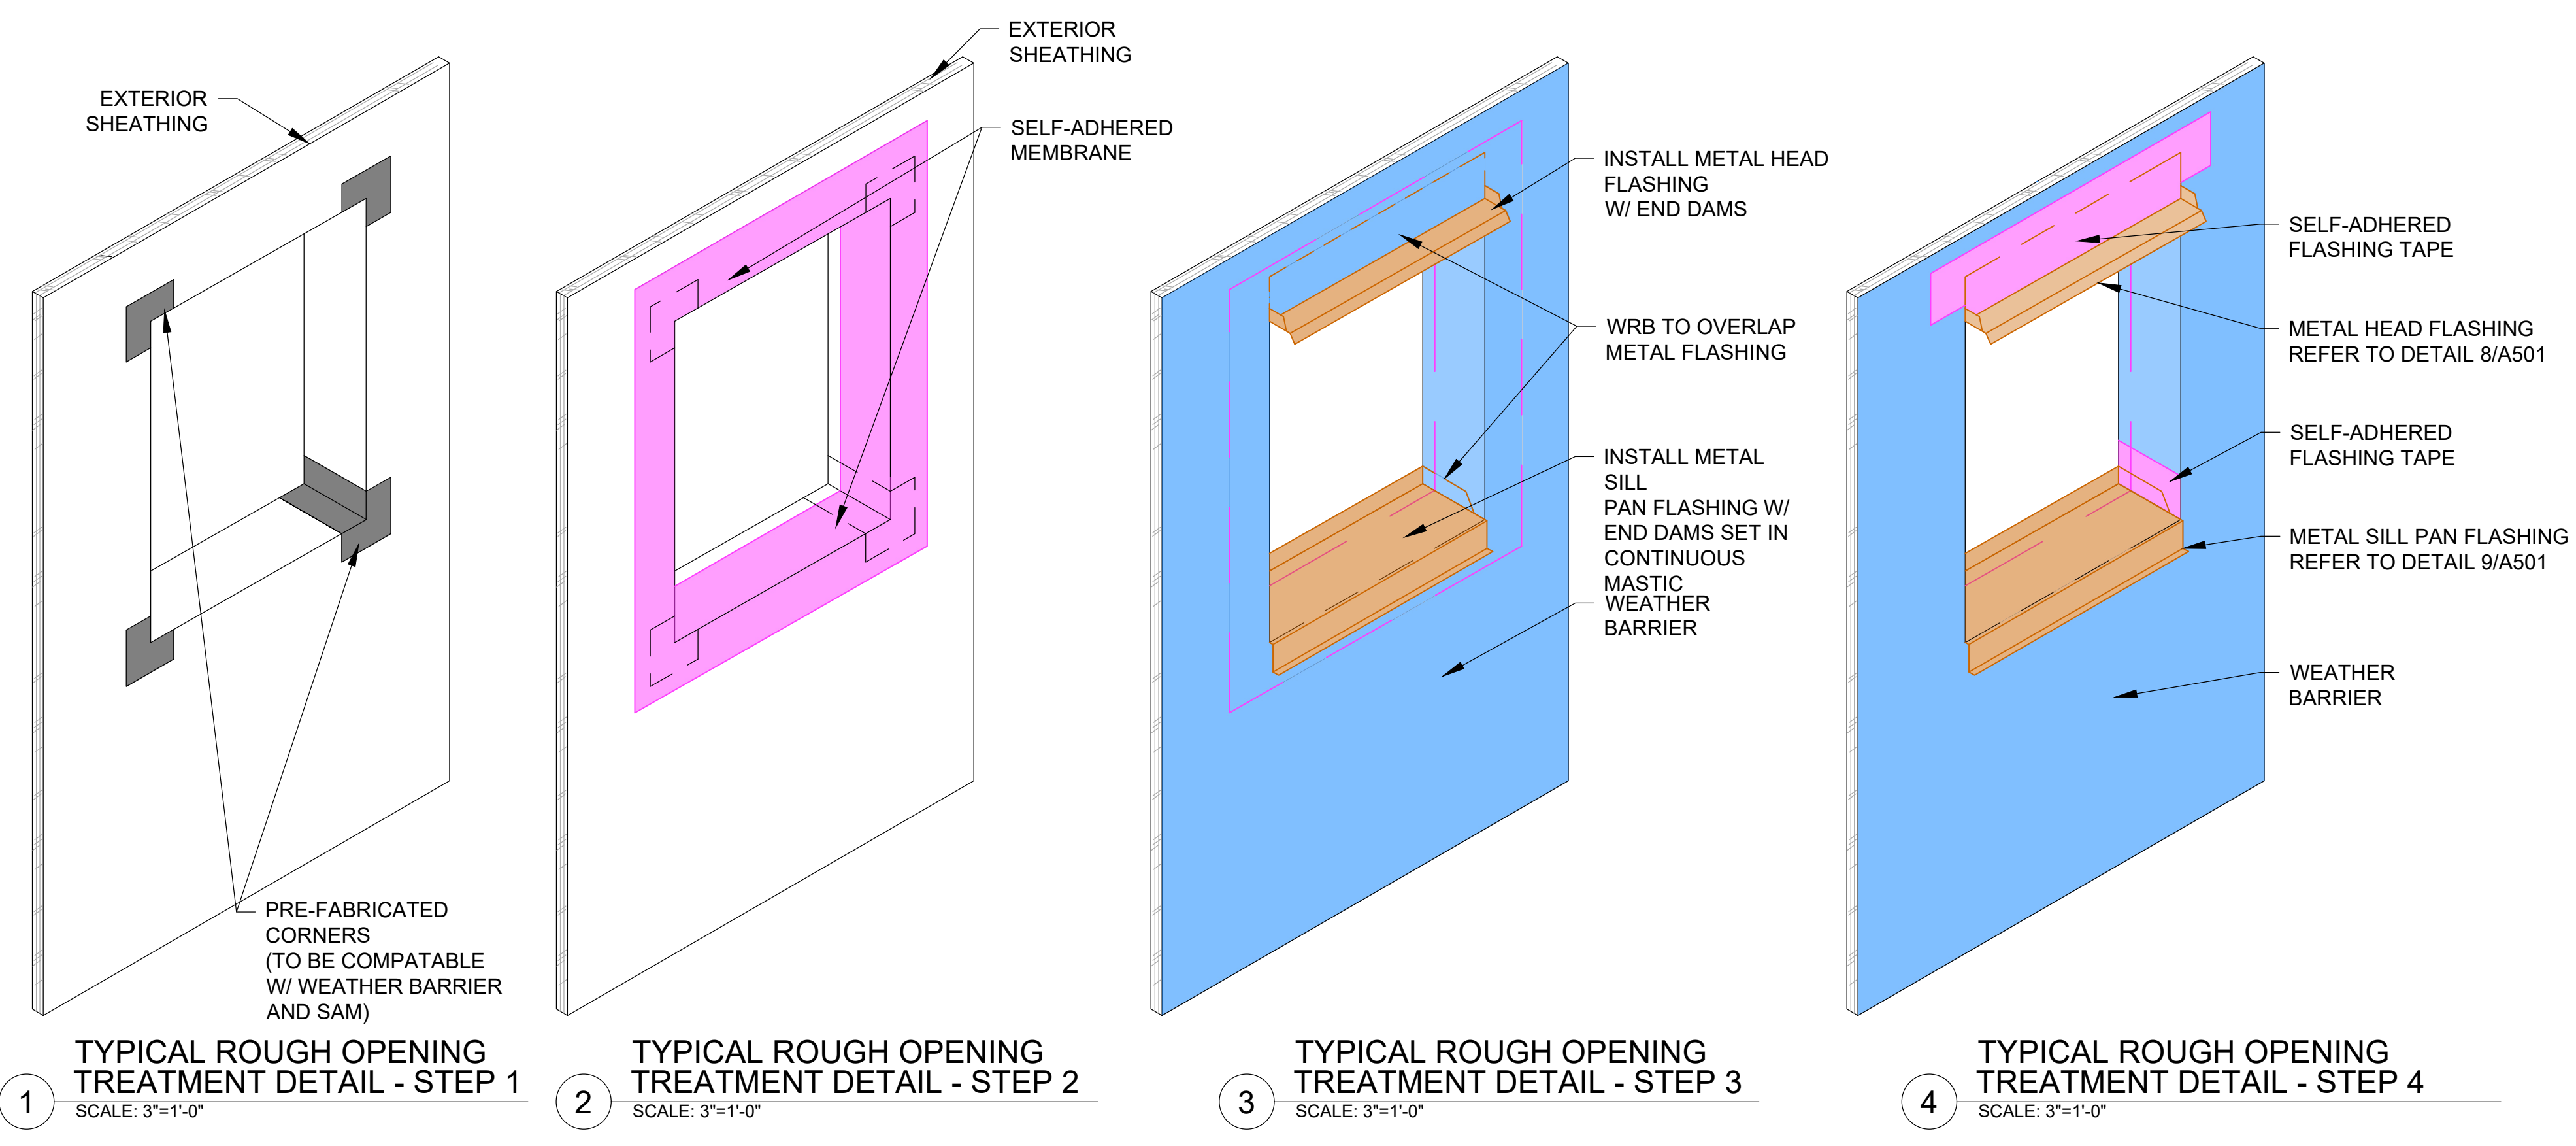 EXTERIOR
SHEATHING
PRE-FABRICATED
CORNERS
(TO BE COMPATABLE
W/ WEATHER BARRIER
AND SAM)
1
TYPICAL ROUGH OPENING
TREATMENT DETAIL - STEP 1
SCALE: 3"=1'-0"
EXTERIOR
SHEATHING
SELF-ADHERED
MEMBRANE
2
TYPICAL ROUGH OPENING
TREATMENT DETAIL - STEP 2
SCALE: 3"=1'-0"
INSTALL METAL HEAD
FLASHING
W/ END DAMS
WRB TO OVERLAP
METAL FLASHING
INSTALL METAL
SILL
PAN FLASHING W/
END DAMS SET IN
CONTINUOUS
MASTIC
WEATHER
BARRIER
3
TYPICAL ROUGH OPENING
TREATMENT DETAIL - STEP 3
SCALE: 3"=1'-0"
SELF-ADHERED
FLASHING TAPE
METAL HEAD FLASHING
REFER TO DETAIL 8/A501
SELF-ADHERED
FLASHING TAPE
METAL SILL PAN FLASHING
REFER TO DETAIL 9/A501
WEATHER
BARRIER
4
TYPICAL ROUGH OPENING
TREATMENT DETAIL - STEP 4
SCALE: 3"=1'-0"